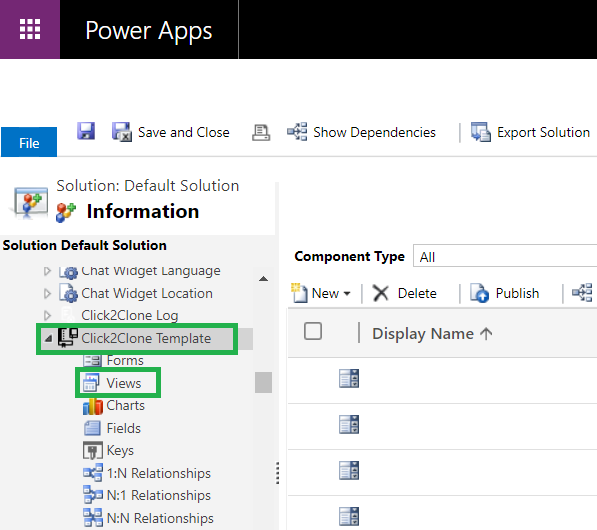 Power Apps
File
Save and Close
Show Dependencies
Export Solution
Solution: Default Solution
Information
Solution Default Solution
Chat Widget Language
Chat Widget Location
Click2Clone Log
Click2Clone Template
Forms
Views
Charts
Fields
Keys
1:N Relationships
N:1 Relationships
N:N Relationships
Component Type All
New Delete Publish
Display Name